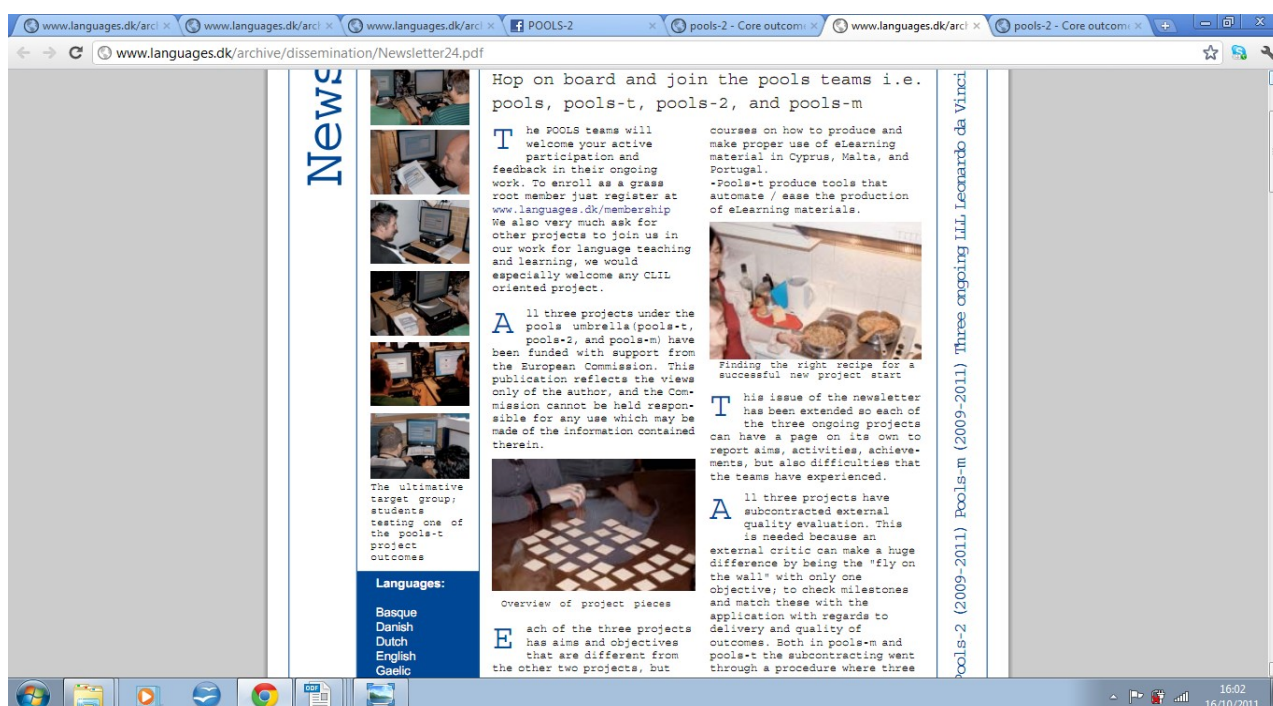 www.languages.dk/arch
www.languages.dk/arch
www.languages.dk/arch
POOLS-2
pools-2 - Core outcom
www.languages.dk/arch
pools-2 - Core outcom
www.languages.dk/archive/dissemination/Newsletter24.pdf
News
The ultimative
target group;
students
testing one of
the pools-t
project
outcomes
Languages:
Basque
Danish
Dutch
English
Gaelic
Hop on board and join the pools teams i.e.
pools, pools-t, pools-2, and pools-m
The POOLS teams will
welcome your active
participation and
feedback in their ongoing
work. To enroll as a grass
root member just register at
www.languages.dk/membership
We also very much ask for
other projects to join us in
our work for language teaching
and learning, we would
especially welcome any CLIL
oriented project.
All three projects under the
pools umbrella(pools-t,
pools-2, and pools-m) have
been funded with support from
the European Commission. This
publication reflects the views
only of the author, and the Com-
mission cannot be held respon-
sible for any use which may be
made of the information contained
therein.
Overview of project pieces
Each of the three projects
has aims and objectives
that are different from
the other two projects, but
courses on how to produce and
make proper use of eLearning
material in Cyprus, Malta, and
Portugal.
-Pools-t produce tools that
automate / ease the production
of eLearning materials.
Finding the right recipe for a
successful new project start
This issue of the newsletter
has been extended so each of
the three ongoing projects
can have a page on its own to
report aims, activities, achieve-
ments, but also difficulties that
the teams have experienced.
All three projects have
subcontracted external
quality evaluation. This
is needed because an
external critic can make a huge
difference by being the "fly on
the wall" with only one
objective; to check milestones
and match these with the
application with regards to
delivery and quality of
outcomes. Both in pools-m and
pools-t the subcontracting went
through a procedure where three
Pools-2 (2009-2011) Pools-m (2009-2011) Three ongoing LLL Leonardo da Vinci
16:02
16/10/2011